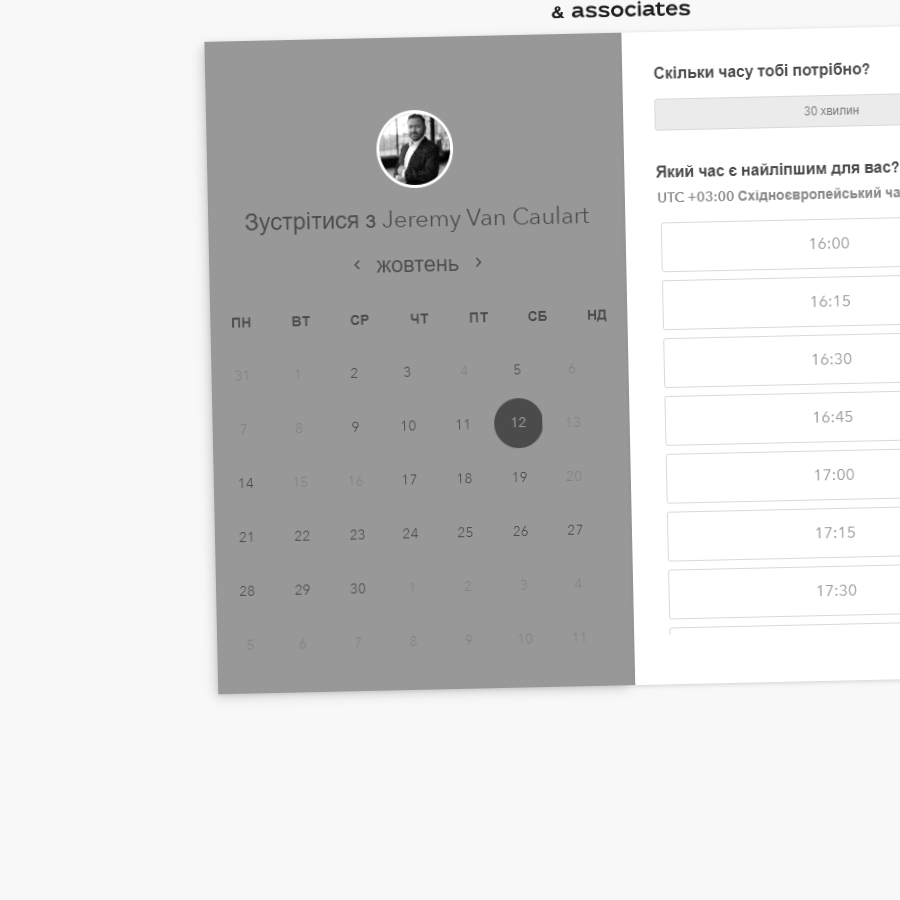 & associates
Зустрітися з Jeremy Van Caulart
‹ жовтень ›
ПН ВТ СР ЧТ ПТ СБ НД
31 1 2 3 4 5 6
7 8 9 10 11 12 13
14 15 16 17 18 19 20
21 22 23 24 25 26 27
28 29 30 1 2 3 4
5 6 7 8 9 10 11
Скільки часу тобі потрібно?
30 хвилин
Який час є найліпшим для вас?
UTC +03:00 Східноєвропейський ча
16:00
16:15
16:30
16:45
17:00
17:15
17:30